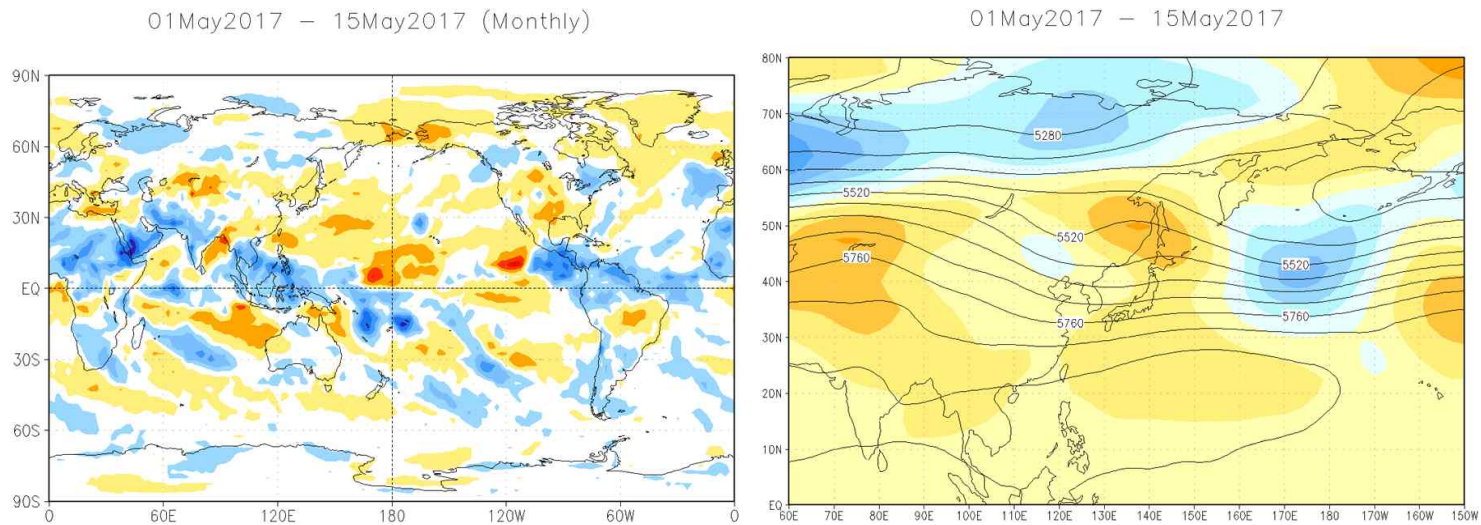 01May2017 – 15May2017 (Monthly)
90N
60N
30N
EQ
30S
60S
90S
0 60E 120E 180 120W 60W 0
01May2017 – 15May2017
80N
70N
60N
50N
40N
30N
20N
10N
EQ
5280
5520
5520
5760
5520
5760
5760
60E 70E 80E 90E 100E 110E 120E 130E 140E 150E 160E 170E 180 170W 160W 150W